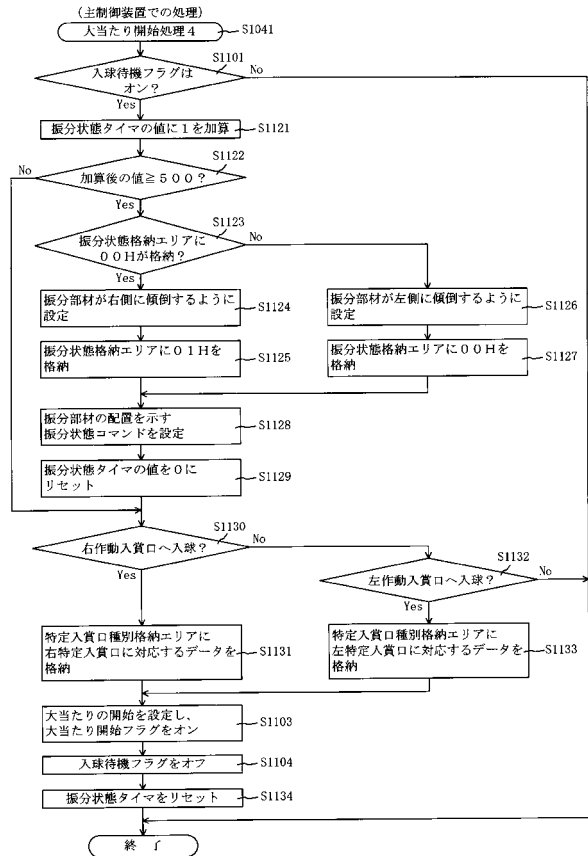 (主制御装置での処理)
大当たり開始処理4
S1041
入球待機フラグは
オン?
S1101
No
Yes
振分状態タイマの値に1を加算
S1121
加算後の値≧500?
S1122
No
Yes
振分状態格納エリアに
00Hが格納?
S1123
No
Yes
振分部材が右側に傾倒するように
設定
S1124
振分部材が左側に傾倒するように
設定
S1126
振分状態格納エリアに01Hを
格納
S1125
振分状態格納エリアに00Hを
格納
S1127
振分部材の配置を示す
振分状態コマンドを設定
S1128
振分状態タイマの値を0に
リセット
S1129
右作動入賞口へ入球?
S1130
No
Yes
左作動入賞口へ入球?
S1132
No
Yes
特定入賞口種別格納エリアに
右特定入賞口に対応するデータを
格納
S1131
特定入賞口種別格納エリアに
左特定入賞口に対応するデータを
格納
S1133
大当たりの開始を設定し、
大当たり開始フラグをオン
S1103
入球待機フラグをオフ
S1104
振分状態タイマをリセット
S1134
終 了